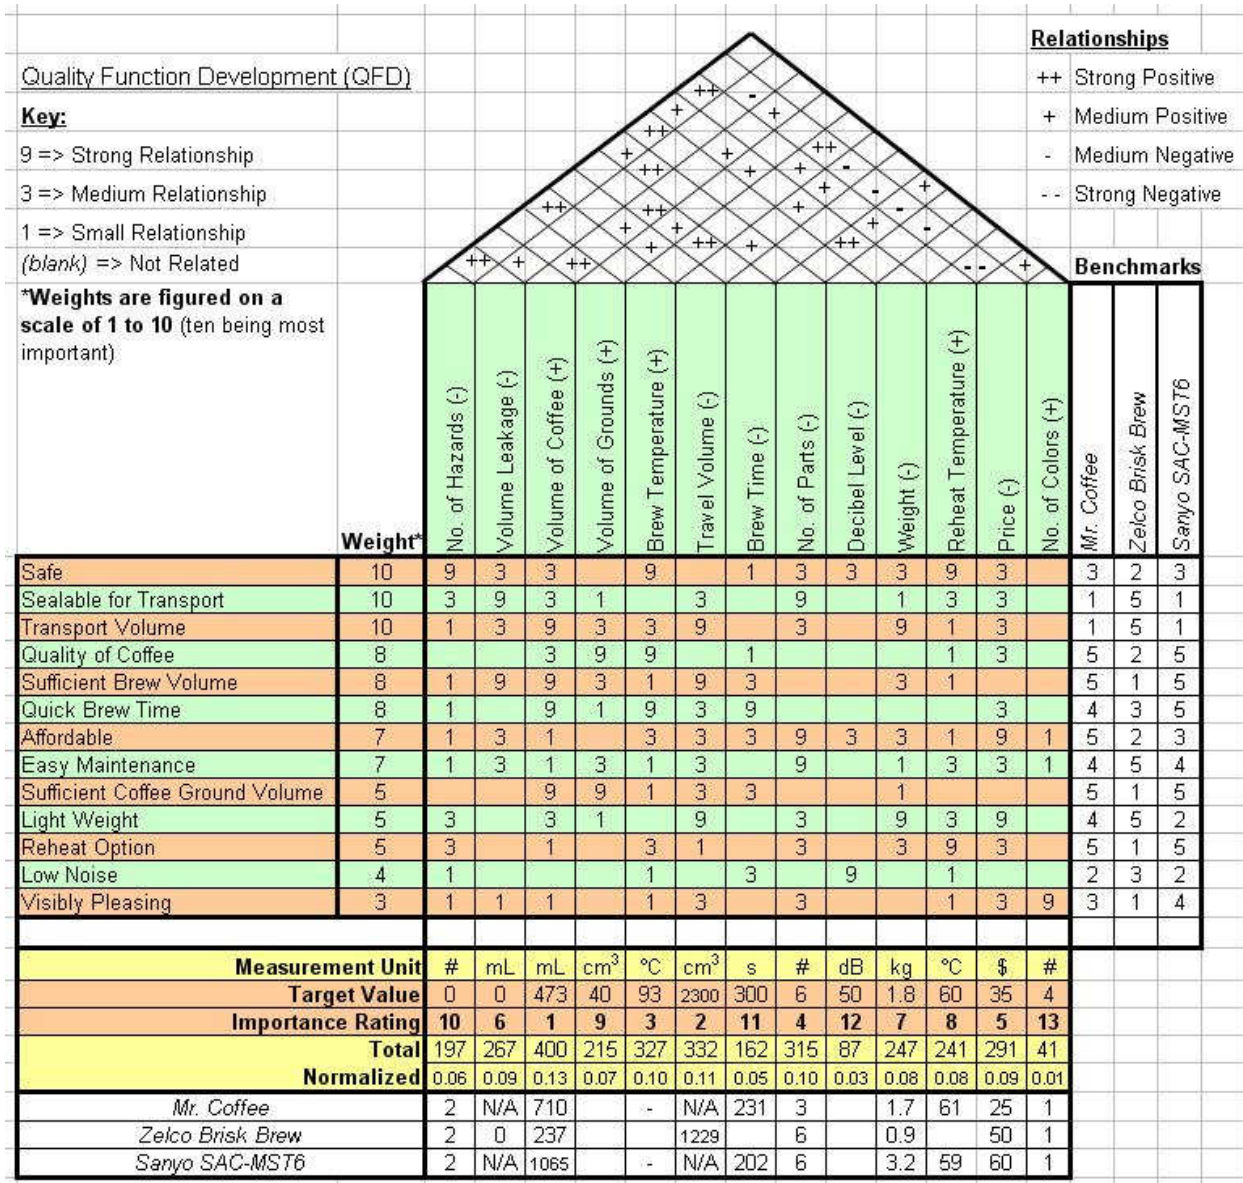 Relationships
Quality Function Development (QFD)
++ Strong Positive
Key:
+ Medium Positive
9 => Strong Relationship
- Medium Negative
3 => Medium Relationship
- - Strong Negative
1 => Small Relationship
(blank) => Not Related
Benchmarks
++ -
+ +
++
+ + ++
++ + + -
+ - +
++ ++ + -
+ + + -
+ ++ + ++
++ + ++ - - +
*Weights are figured on a
scale of 1 to 10 (ten being most
important)
Weight*
No. of Hazards (-)
Volume Leakage (-)
Volume of Coffee (+)
Volume of Grounds (+)
Brew Temperature (+)
Travel Volume (-)
Brew Time (-)
No. of Parts (-)
Decibel Level (-)
Weight (-)
Reheat Temperature (+)
Price (-)
No. of Colors (+)
Mr. Coffee
Zelco Brisk Brew
Sanyo SAC-MST6
Safe 10 9 3 3 9 1 3 3 3 9 3 3 2 3
Sealable for Transport 10 3 9 3 1 3 9 1 3 3 1 5 1
Transport Volume 10 1 3 9 3 3 9 3 9 1 3 1 5 1
Quality of Coffee 8 3 9 9 1 1 3 5 2 5
Sufficient Brew Volume 8 1 9 9 3 1 9 3 3 1 5 1 5
Quick Brew Time 8 1 9 1 9 3 9 3 4 3 5
Affordable 7 1 3 1 3 3 3 9 3 3 1 9 1 5 2 3
Easy Maintenance 7 1 3 1 3 1 3 9 1 3 3 1 4 5 4
Sufficient Coffee Ground Volume 5 9 9 1 3 3 1 5 1 5
Light Weight 5 3 3 1 9 3 9 3 9 4 5 2
Reheat Option 5 3 1 3 1 3 3 9 3 5 1 5
Low Noise 4 1 1 3 9 1 2 3 2
Visibly Pleasing 3 1 1 1 1 3 3 1 3 9 3 1 4
Measurement Unit # mL mL cm³ °C cm³ s # dB kg °C $ #
Target Value 0 0 473 40 93 2300 300 6 50 1.8 60 35 4
Importance Rating 10 6 1 9 3 2 11 4 12 7 8 5 13
Total 197 267 400 215 327 332 162 315 87 247 241 291 41
Normalized 0.06 0.09 0.13 0.07 0.10 0.11 0.05 0.10 0.03 0.08 0.08 0.09 0.01
Mr. Coffee 2 N/A 710 - N/A 231 3 1.7 61 25 1
Zelco Brisk Brew 2 0 237 1229 6 0.9 50 1
Sanyo SAC-MST6 2 N/A 1065 - N/A 202 6 3.2 59 60 1